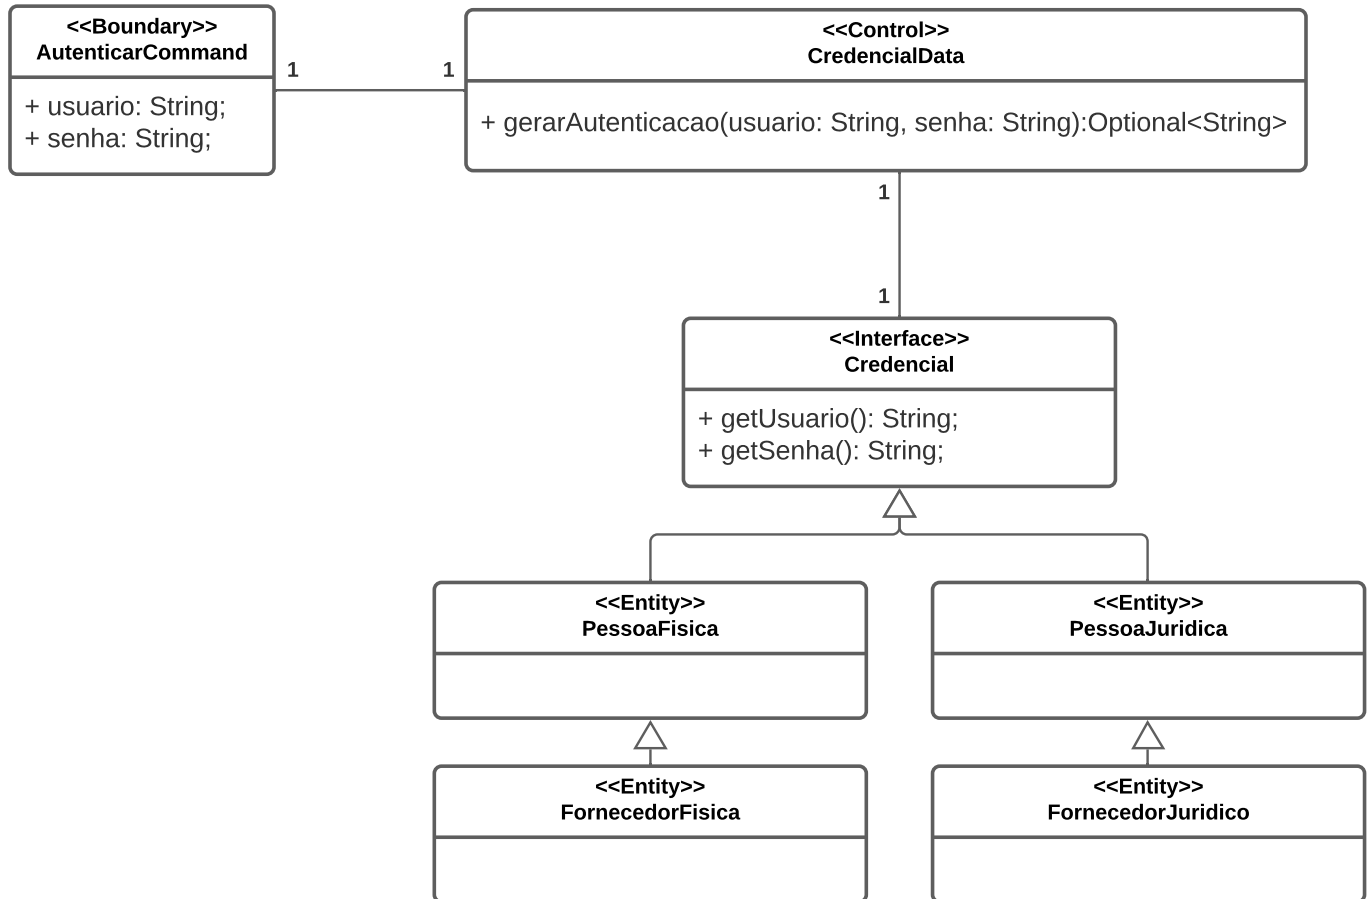 <<Boundary>>
AutenticarCommand
+ usuario: String;
+ senha: String;
1
1
<<Control>>
CredencialData
+ gerarAutenticacao(usuario: String, senha: String):Optional<String>
1
1
<<Interface>>
Credencial
+ getUsuario(): String;
+ getSenha(): String;
<<Entity>>
PessoaFisica
<<Entity>>
PessoaJuridica
<<Entity>>
FornecedorFisica
<<Entity>>
FornecedorJuridico